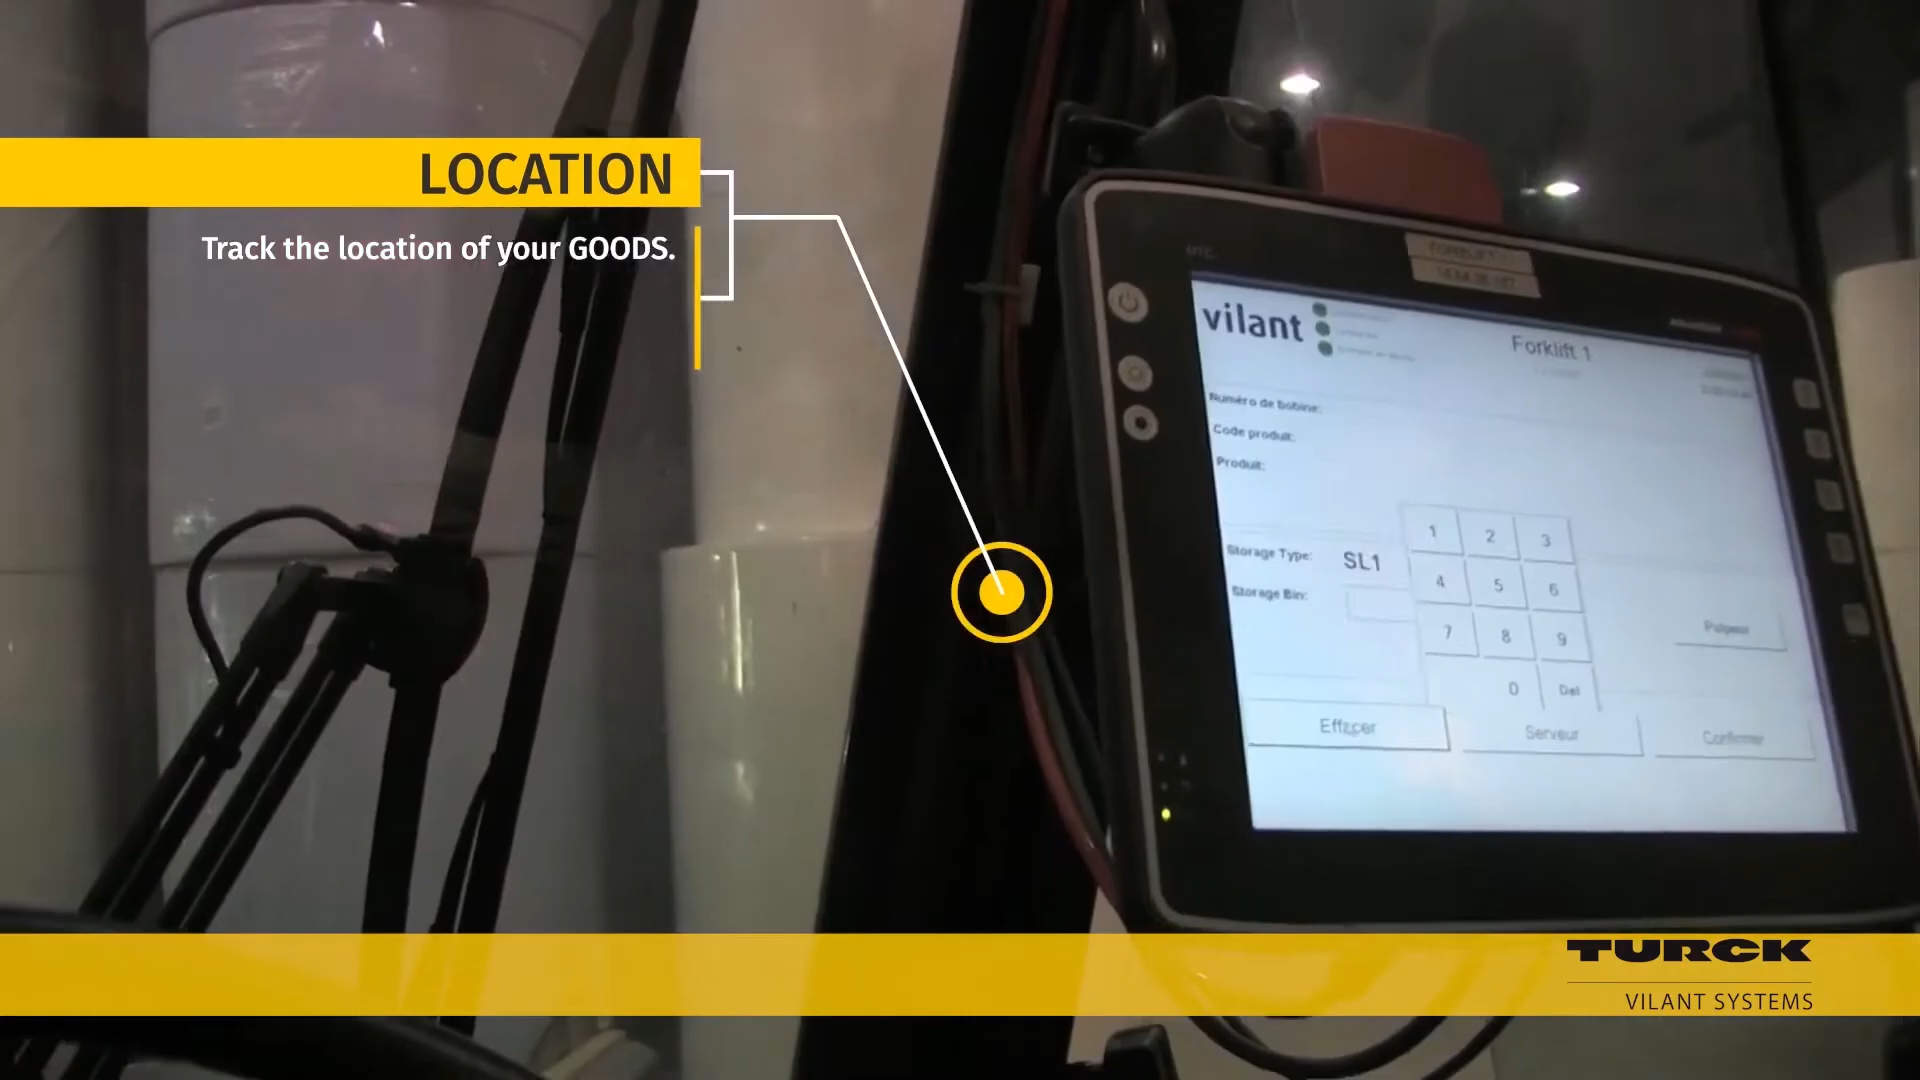 LOCATION
Track the location of your GOODS.
vilant
Forklift 1
Numéro de bobine:
Code produit:
Produit:
Storage Type: SL1
Storage Bin:
1 2 3
4 5 6
7 8 9
0 Del
Effacer
Serveur
Confirmer
TURCK
VILANT SYSTEMS